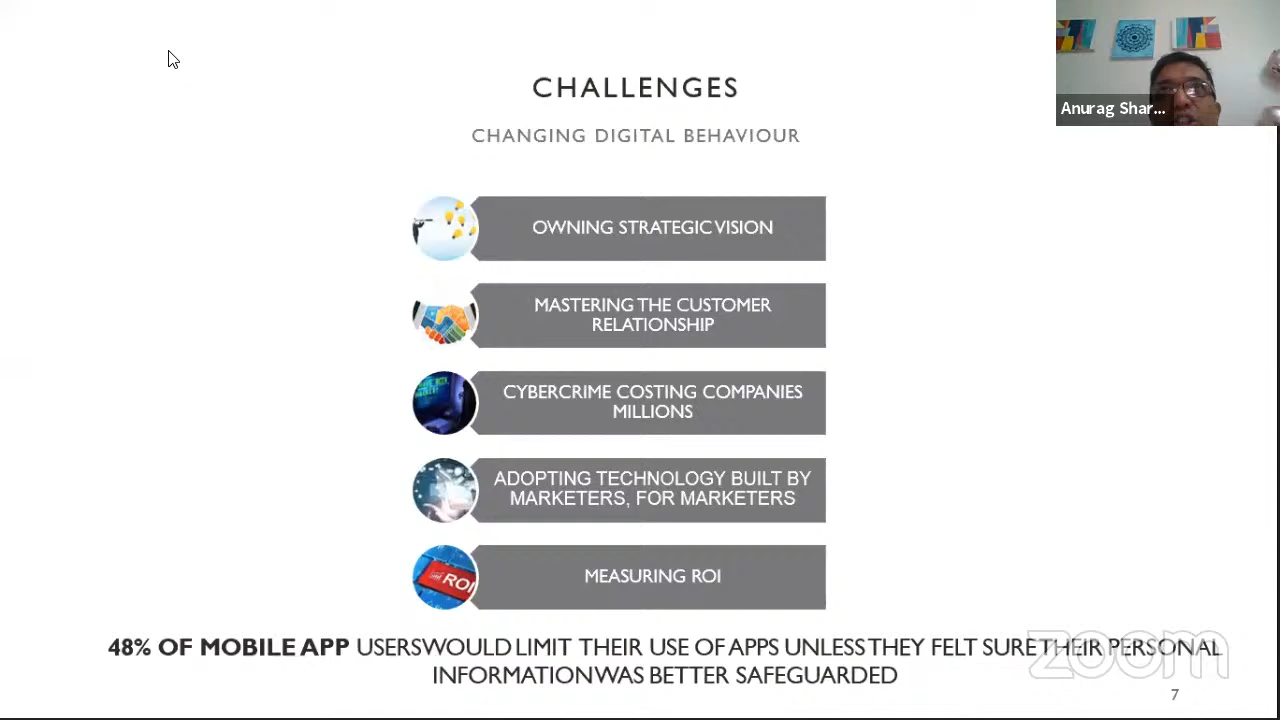 CHALLENGES
CHANGING DIGITAL BEHAVIOUR
Anurag Shar...
OWNING STRATEGIC VISION
MASTERING THE CUSTOMER
RELATIONSHIP
CYBERCRIME COSTING COMPANIES
MILLIONS
ADOPTING TECHNOLOGY BUILT BY
MARKETERS, FOR MARKETERS
ROI
MEASURING ROI
48% OF MOBILE APP USERS WOULD LIMIT THEIR USE OF APPS UNLESS THEY FELT SURE THEIR PERSONAL
INFORMATION WAS BETTER SAFEGUARDED
zoom
7